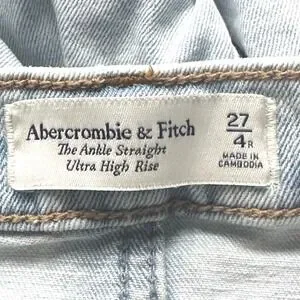 Abercrombie & Fitch
The Ankle Straight
Ultra High Rise
27
4R
MADE IN
CAMBODIA